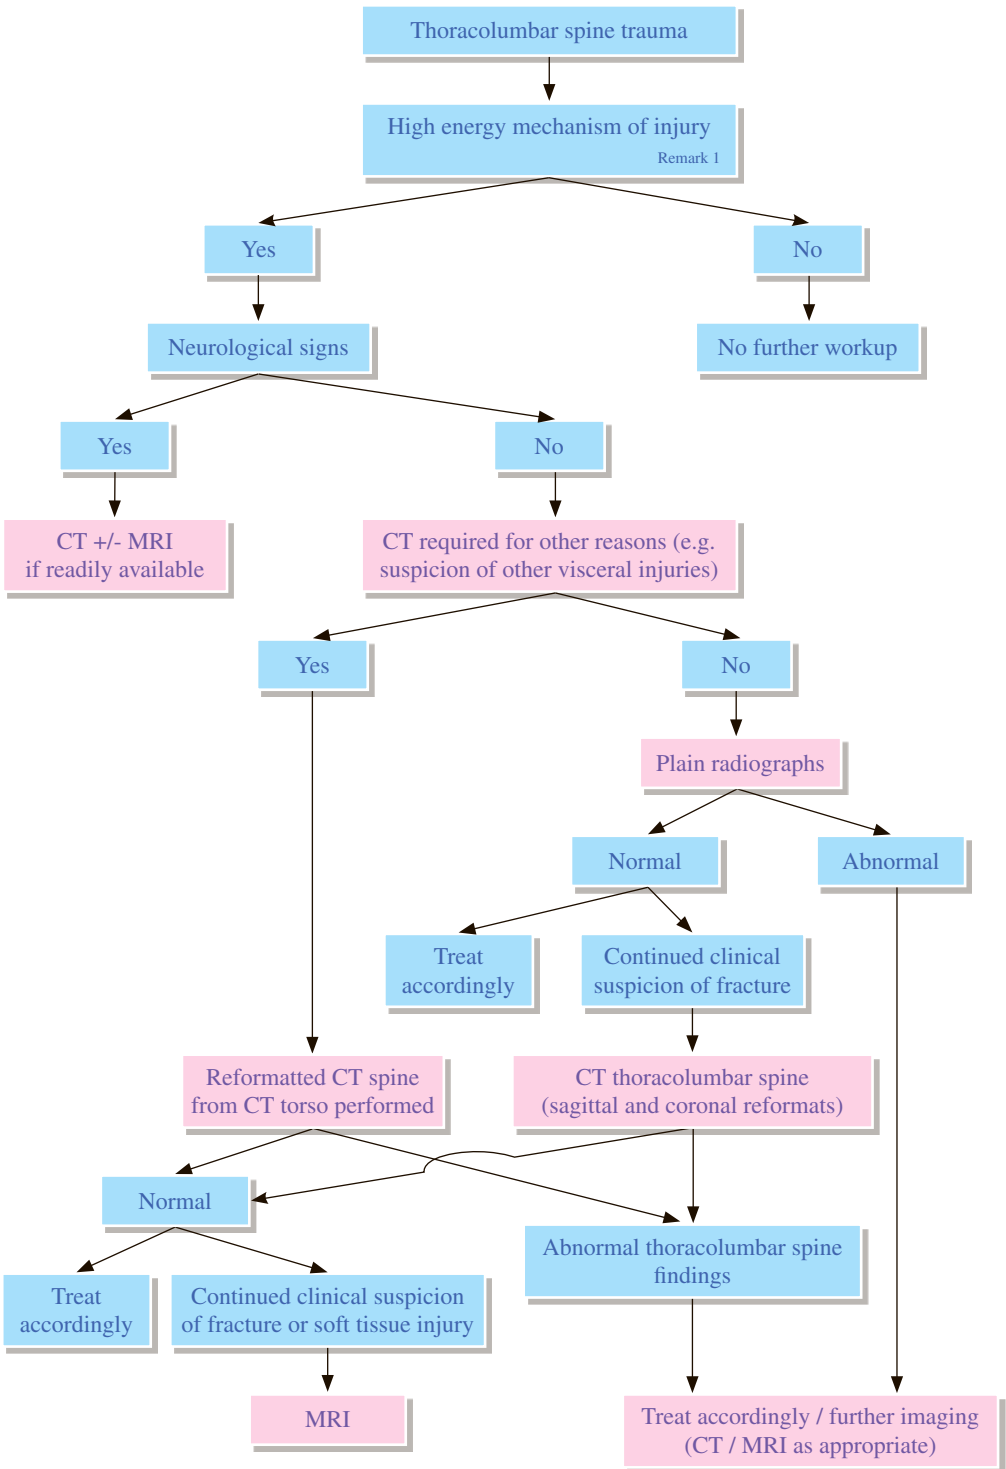 Thoracolumbar spine trauma
High energy mechanism of injury
Remark 1
Yes
No
Neurological signs
No further workup
Yes
No
CT +/- MRI
if readily available
CT required for other reasons (e.g.
suspicion of other visceral injuries)
Yes
No
Plain radiographs
Normal
Abnormal
Treat
accordingly
Continued clinical
suspicion of fracture
Reformatted CT spine
from CT torso performed
CT thoracolumbar spine
(sagittal and coronal reformats)
Normal
Abnormal thoracolumbar spine
findings
Treat
accordingly
Continued clinical suspicion
of fracture or soft tissue injury
MRI
Treat accordingly / further imaging
(CT / MRI as appropriate)